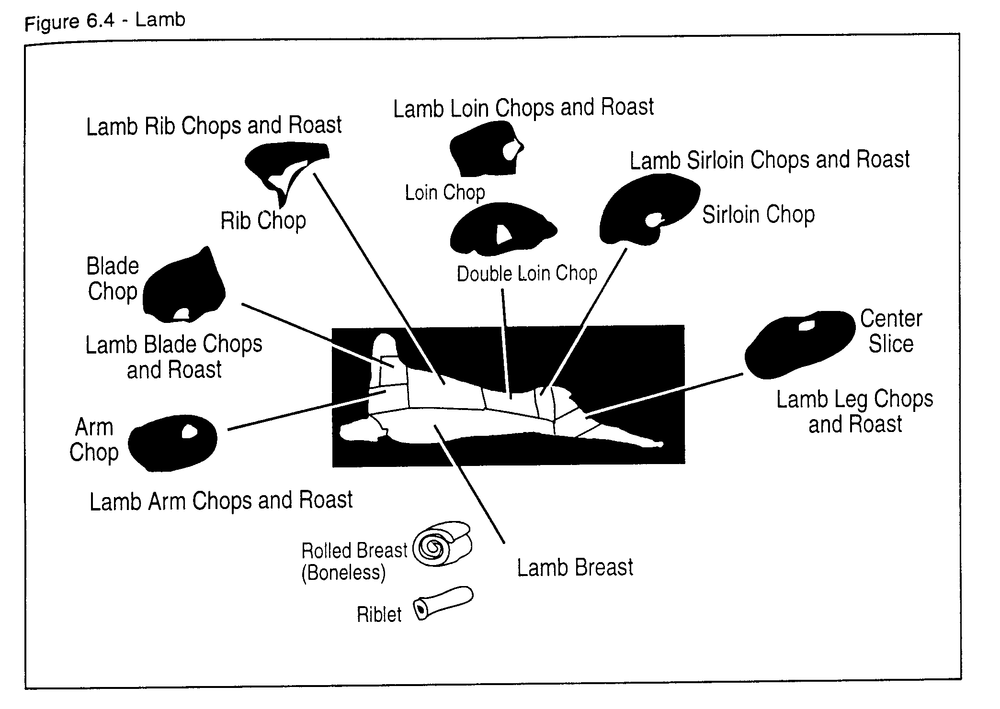 Figure 6.4 - Lamb
Lamb Loin Chops and Roast
Lamb Rib Chops and Roast
Lamb Sirloin Chops and Roast
Loin Chop
Sirloin Chop
Rib Chop
Blade
Chop
Double Loin Chop
Center
Slice
Lamb Blade Chops
and Roast
Lamb Leg Chops
and Roast
Arm
Chop
Lamb Arm Chops and Roast
Rolled Breast
(Boneless)
Lamb Breast
Riblet